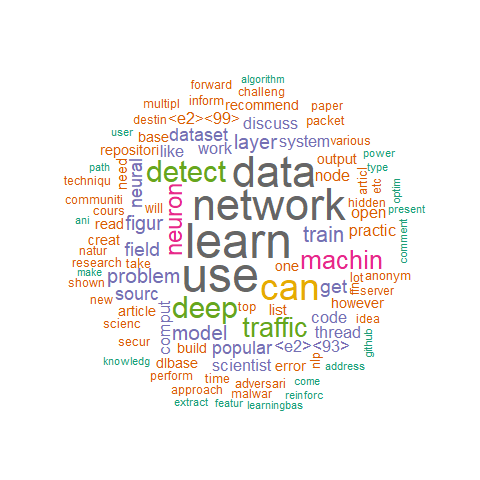 forward algorithm
challeng
multipl inform recommend paper
destin <e2><99> discuss packet
user base dataset layer system various
repositori like work output power
path need neural detect data node articl type
techniqu hidden etc optim
communiti will neuron network open present
cours figur train practic
ani read learn machin comment
creat field
natur take one
research problem use can get lot anonym
make shown tfn server
new sourc deep top list however
article traffic code idea
scienc comput model thread github
secur build popular <e2><93> nlp
knowledg dlbase scientist error address
perform time adversari come
approach malwar reinforc
extract featur learningbas